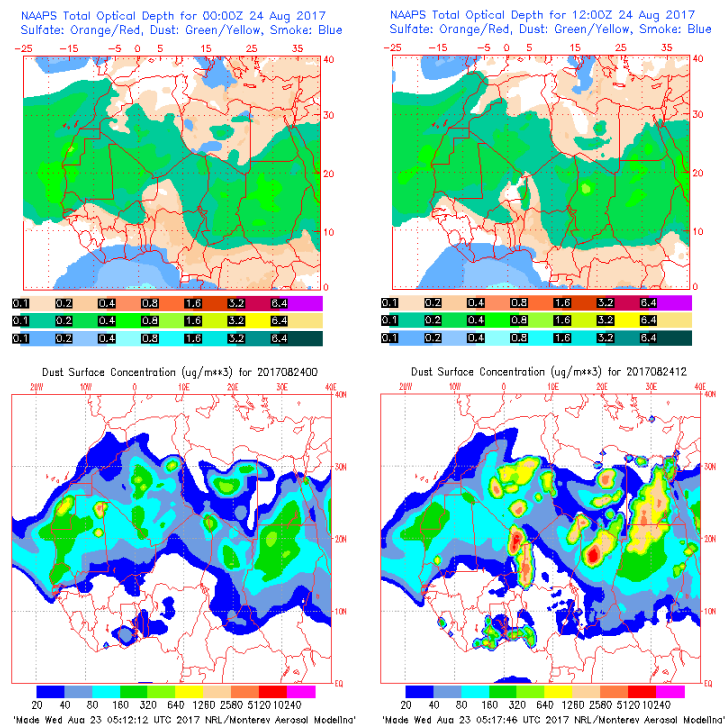 NAAPS Total Optical Depth for 00:00Z 24 Aug 2017
Sulfate: Orange/Red, Dust: Green/Yellow, Smoke: Blue
-25 -15 -5 0 5 15 25 35
40
30
20
10
0
0.1 0.2 0.4 0.8 1.6 3.2 6.4
0.1 0.2 0.4 0.8 1.6 3.2 6.4
0.1 0.2 0.4 0.8 1.6 3.2 6.4
NAAPS Total Optical Depth for 12:00Z 24 Aug 2017
Sulfate: Orange/Red, Dust: Green/Yellow, Smoke: Blue
-25 -15 -5 0 5 15 25 35
40
30
20
10
0
0.1 0.2 0.4 0.8 1.6 3.2 6.4
0.1 0.2 0.4 0.8 1.6 3.2 6.4
0.1 0.2 0.4 0.8 1.6 3.2 6.4
Dust Surface Concentration (ug/m**3) for 2017082400
20W 10W 0 10E 20E 30E 40E
40N
30N
20N
10N
EQ
20 40 80 160 320 640 1280 2560 5120 10240
'Made Wed Aug 23 05:12:12 UTC 2017 NRL/Monterey Aerosol Modeling'
Dust Surface Concentration (ug/m**3) for 2017082412
20W 10W 0 10E 20E 30E 40E
40N
30N
20N
10N
EQ
20 40 80 160 320 640 1280 2560 5120 10240
'Made Wed Aug 23 05:17:46 UTC 2017 NRL/Monterey Aerosol Modeling'